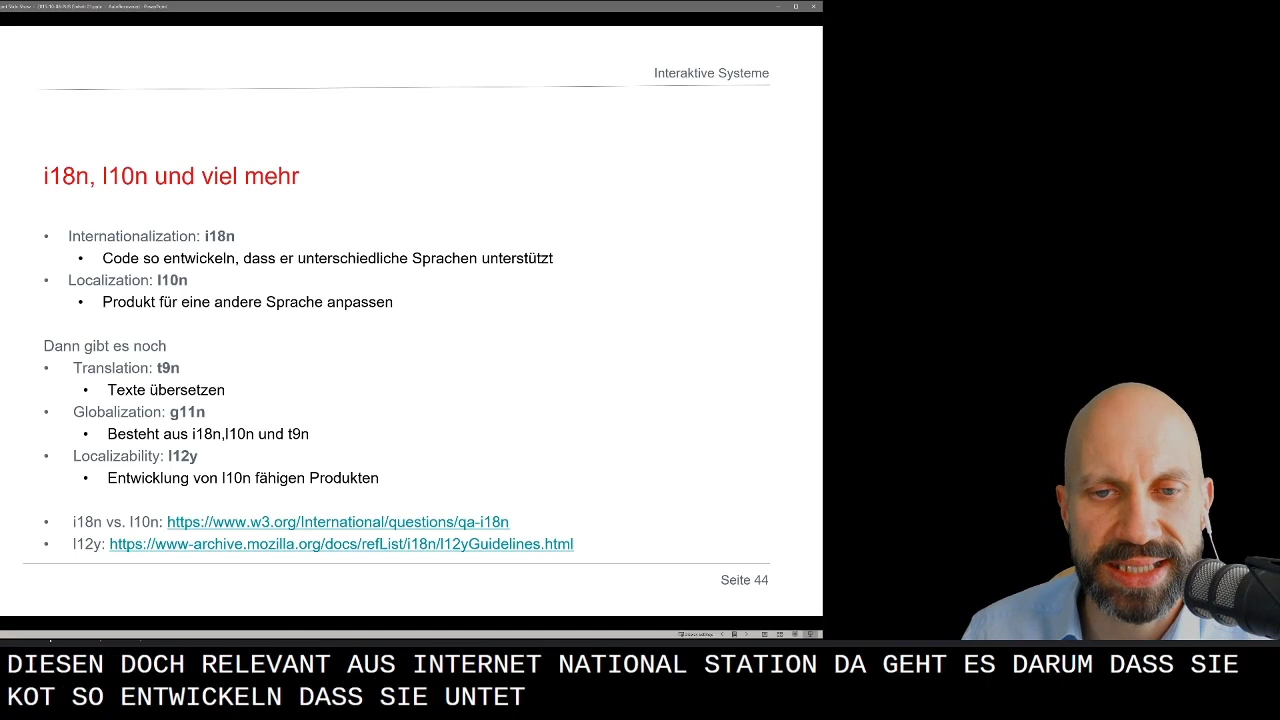 Interaktive Systeme
i18n, l10n und viel mehr
• Internationalization: i18n
• Code so entwickeln, dass er unterschiedliche Sprachen unterstützt
• Localization: l10n
• Produkt für eine andere Sprache anpassen
Dann gibt es noch
• Translation: t9n
• Texte übersetzen
• Globalization: g11n
• Besteht aus i18n,l10n und t9n
• Localizability: l12y
• Entwicklung von l10n fähigen Produkten
• i18n vs. l10n: https://www.w3.org/International/questions/qa-i18n
• l12y: https://www-archive.mozilla.org/docs/refList/i18n/l12yGuidelines.html
Seite 44
DIESEN DOCH RELEVANT AUS INTERNET NATIONAL STATION DA GEHT ES DARUM DASS SIE
KOT SO ENTWICKELN DASS SIE UNTET